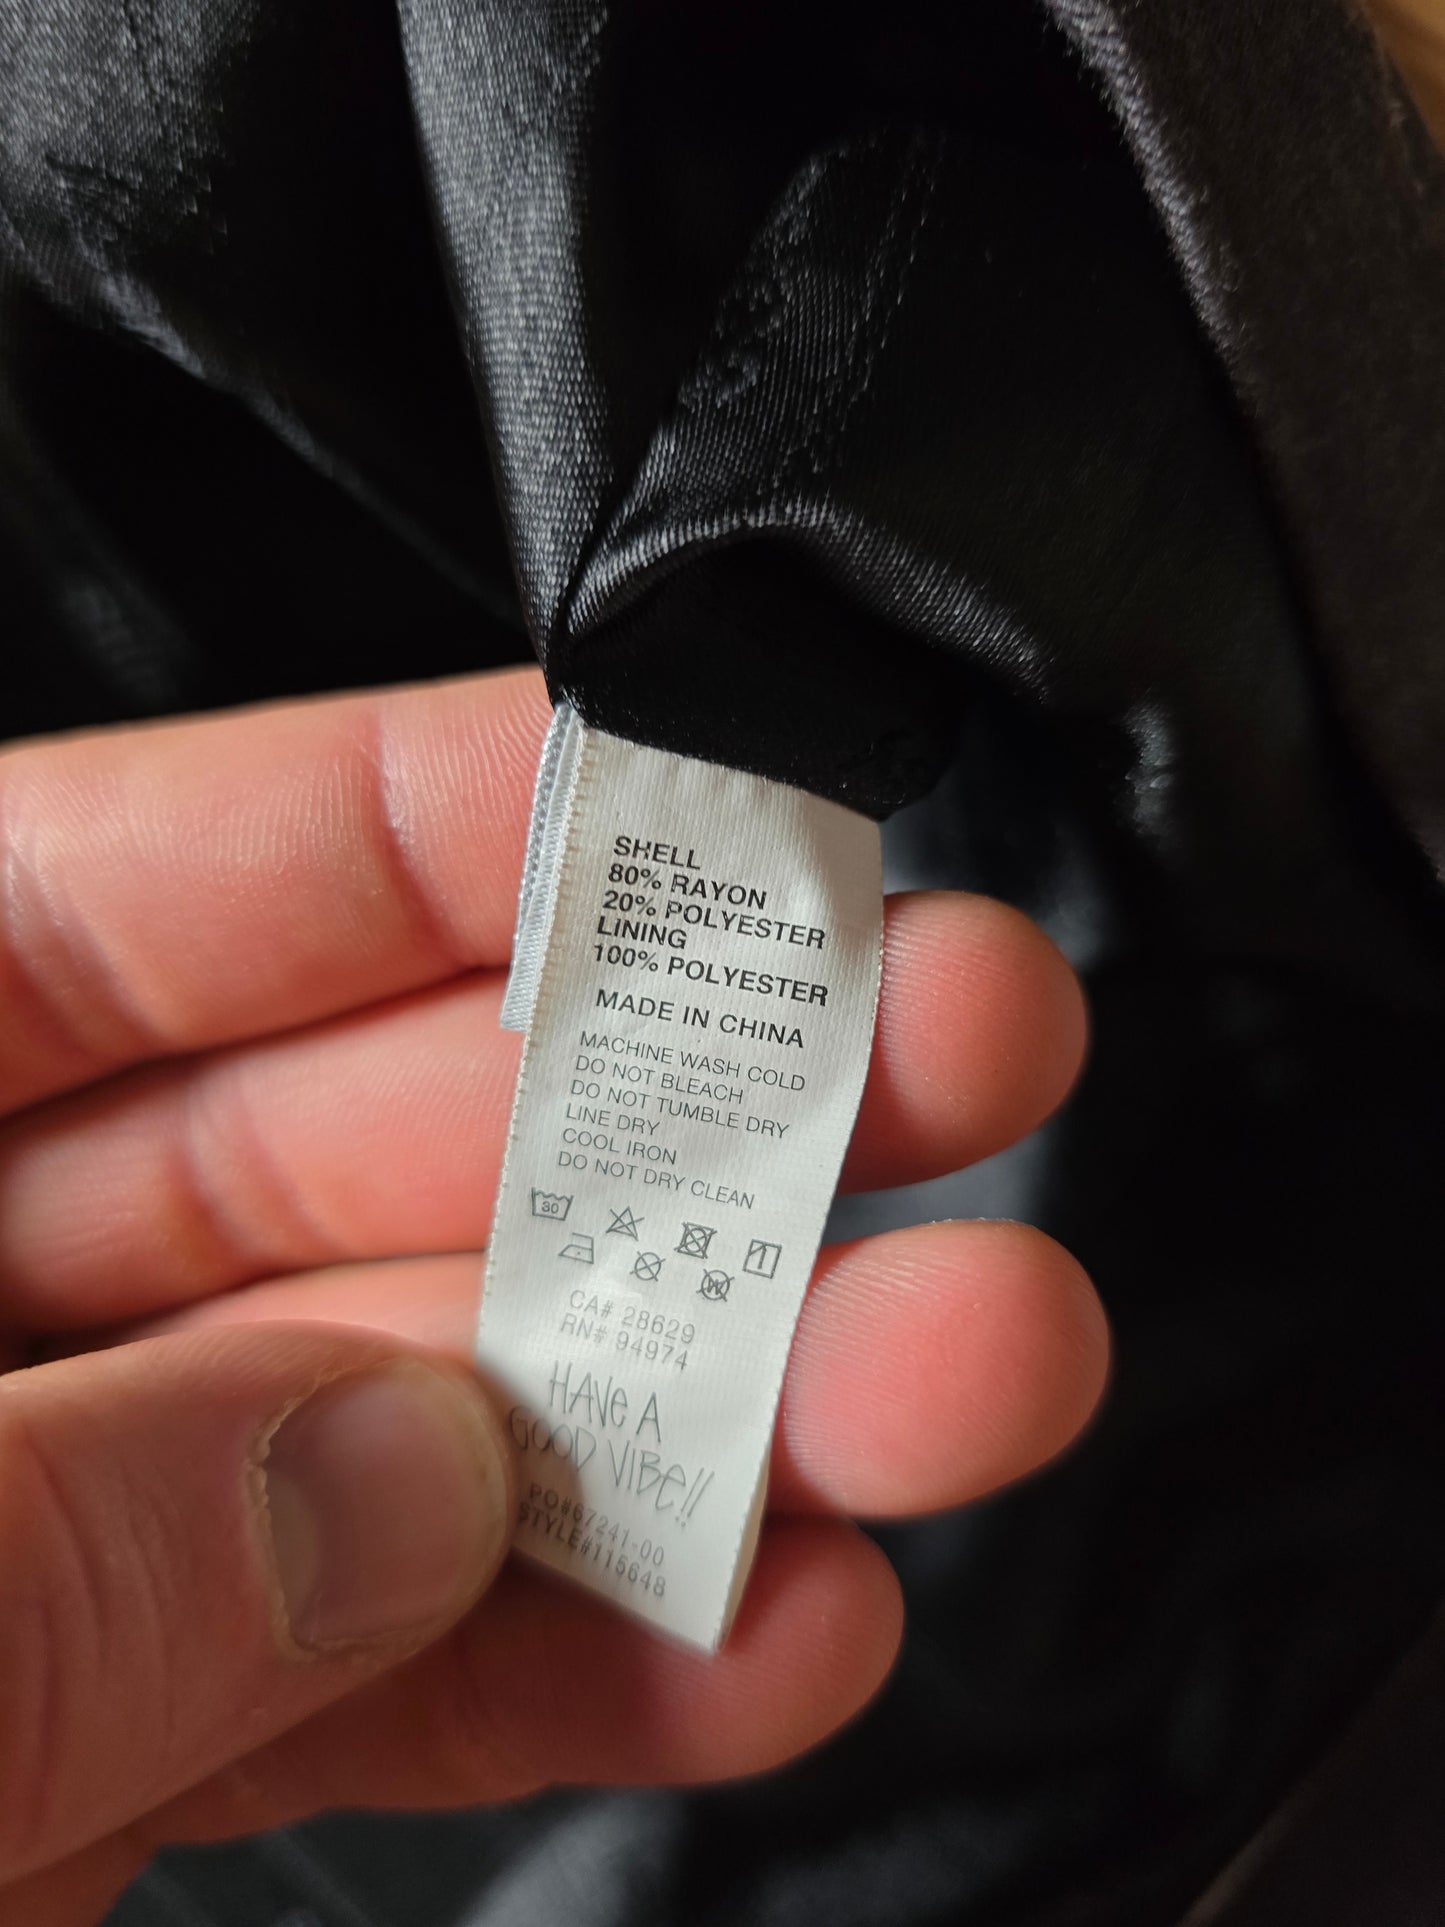 SHELL
80% RAYON
20% POLYESTER
LINING
100% POLYESTER
MADE IN CHINA
MACHINE WASH COLD
DO NOT BLEACH
DO NOT TUMBLE DRY
LINE DRY
COOL IRON
DO NOT DRY CLEAN
30
W
CA# 28629
RN# 94974
HAVE A
GOOD VIBE!!
PO#67241-00
STYLE#115648